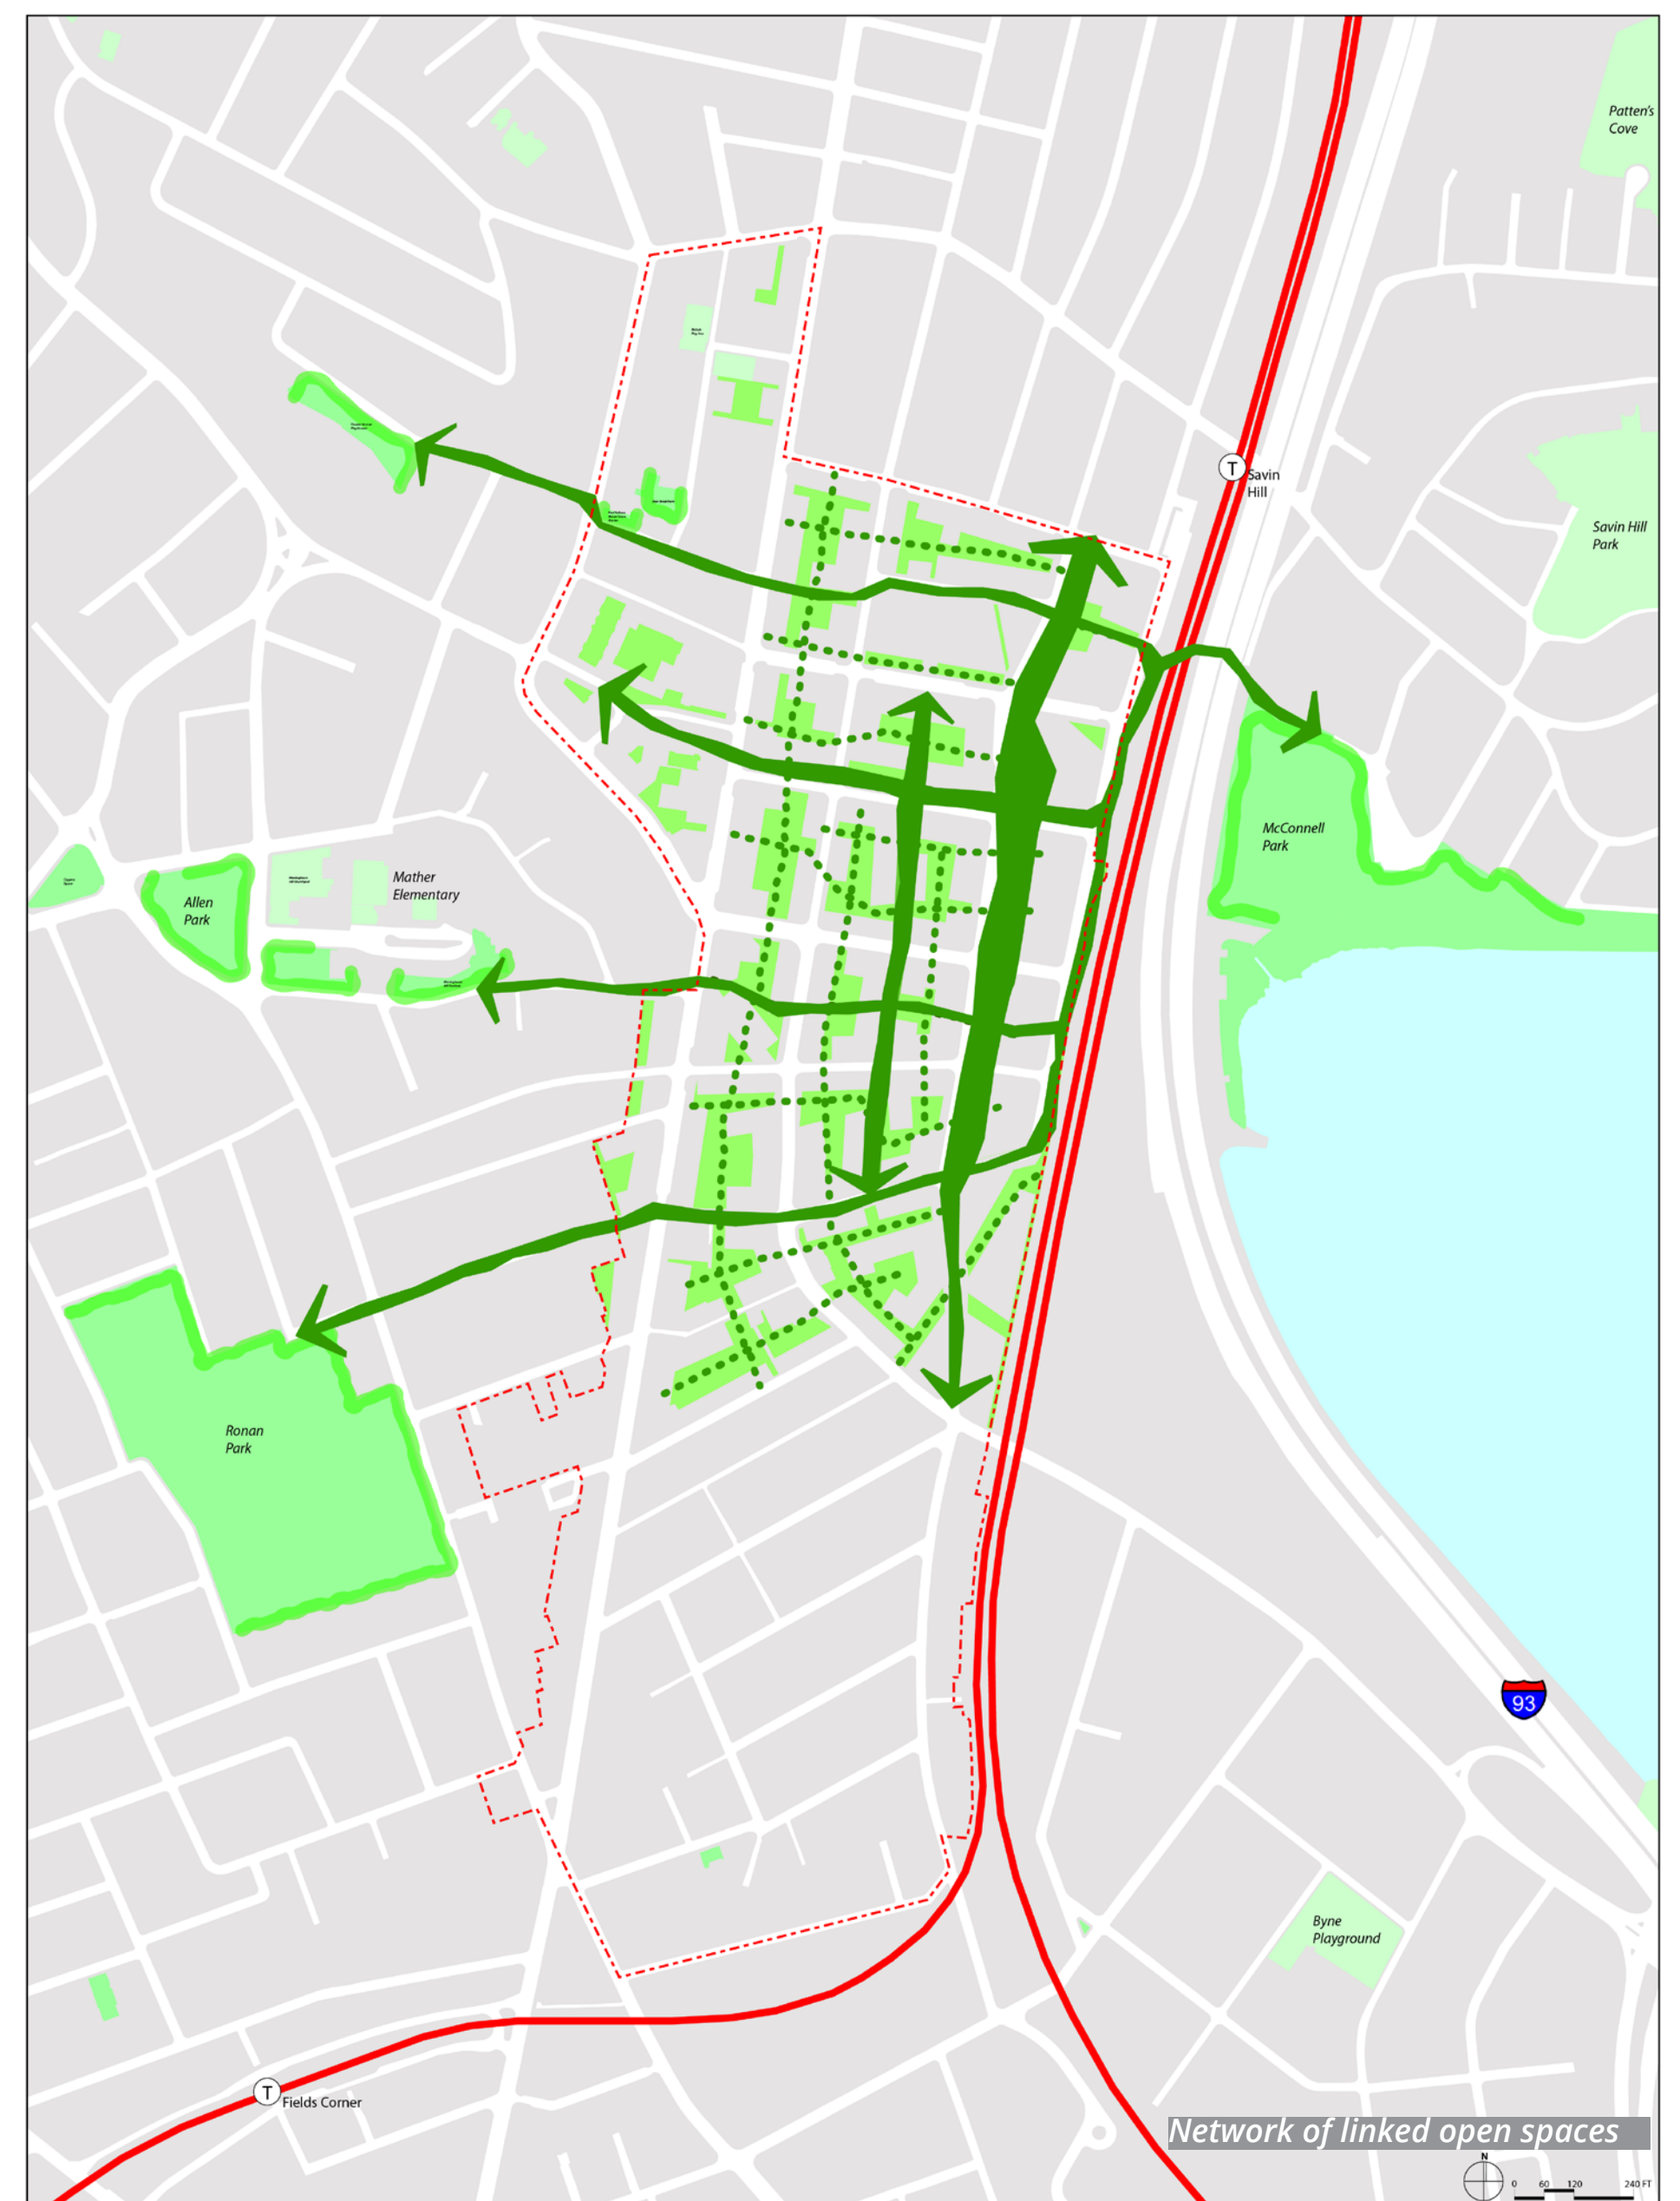 Patten's
Cove
T
Savin
Hill
Savin Hill
Park
McConnell
Park
Mather
Elementary
Allen
Park
Ronan
Park
93
Byne
Playground
T
Fields Corner
Network of linked open spaces
N
0 60 120 240 FT